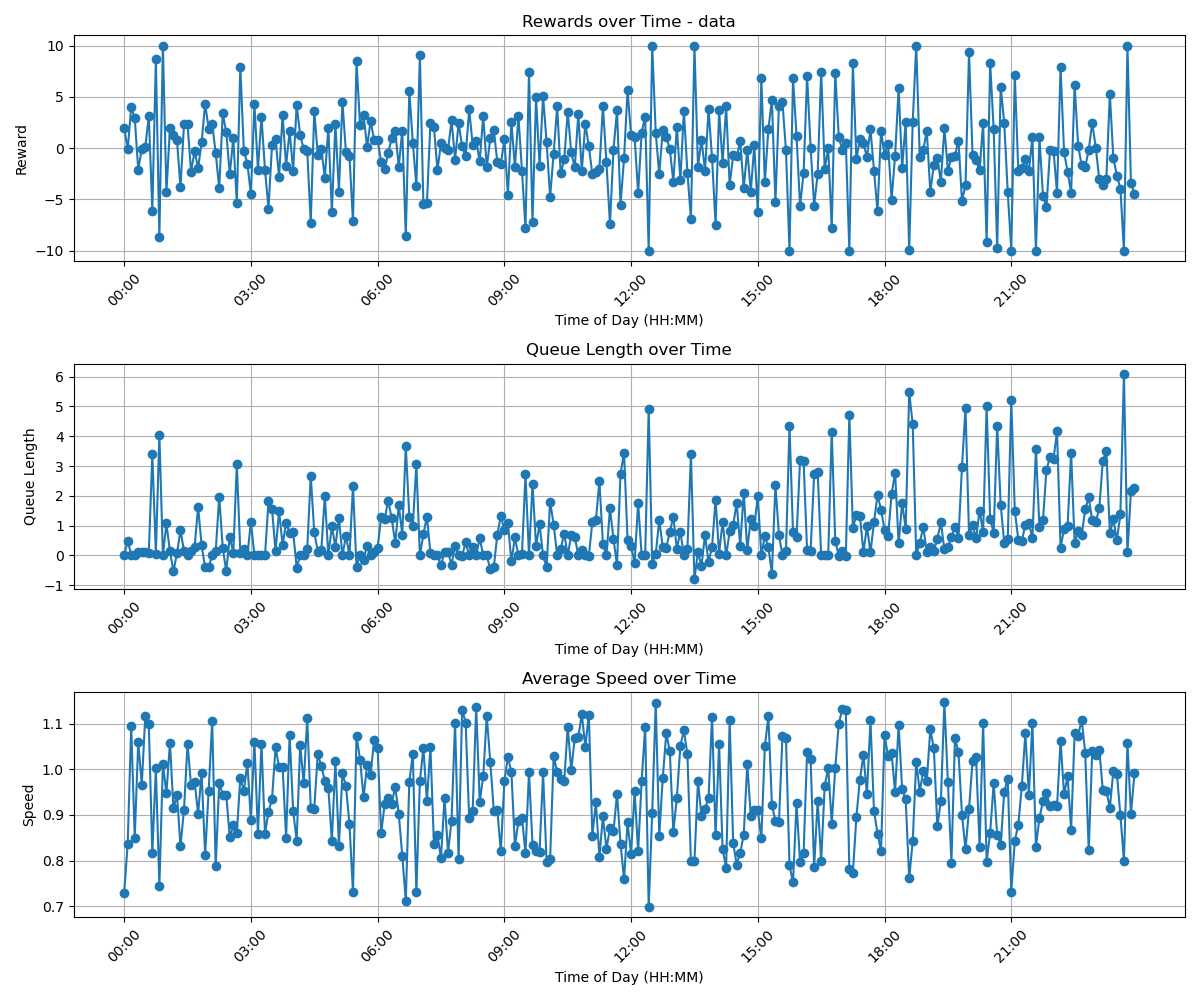 Rewards over Time - data
10
5
0
−5
−10
Reward
00:00 03:00 06:00 09:00 12:00 15:00 18:00 21:00
Time of Day (HH:MM)
Queue Length over Time
6
5
4
3
2
1
0
−1
Queue Length
00:00 03:00 06:00 09:00 12:00 15:00 18:00 21:00
Time of Day (HH:MM)
Average Speed over Time
1.1
1.0
0.9
0.8
0.7
Speed
00:00 03:00 06:00 09:00 12:00 15:00 18:00 21:00
Time of Day (HH:MM)